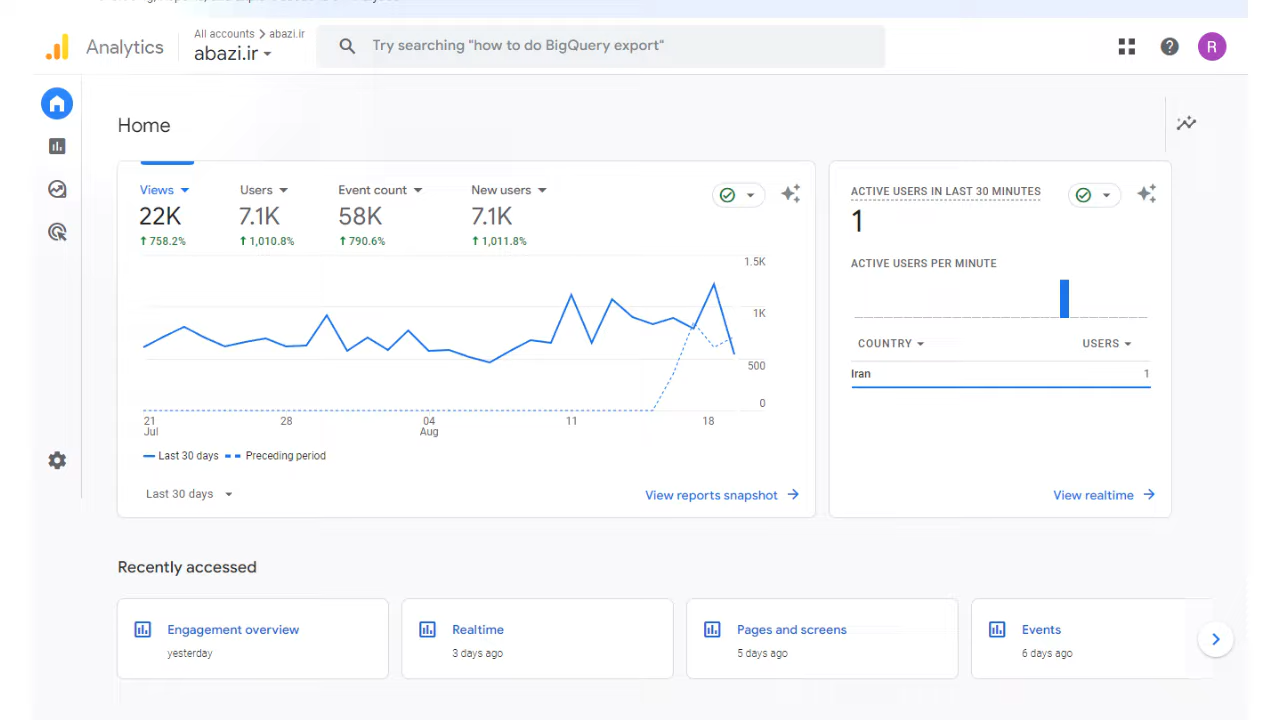 All accounts > abazi.ir
Analytics
abazi.ir
Try searching "how to do BigQuery export"
R
Home
Views
Users
Event count
New users
22K
7.1K
58K
7.1K
758.2%
1,010.8%
790.6%
1,011.8%
1.5K
1K
500
0
21
Jul
28
04
Aug
11
18
Last 30 days
Preceding period
Last 30 days
View reports snapshot
ACTIVE USERS IN LAST 30 MINUTES
1
ACTIVE USERS PER MINUTE
COUNTRY
USERS
Iran
1
View realtime
Recently accessed
Engagement overview
yesterday
Realtime
3 days ago
Pages and screens
5 days ago
Events
6 days ago